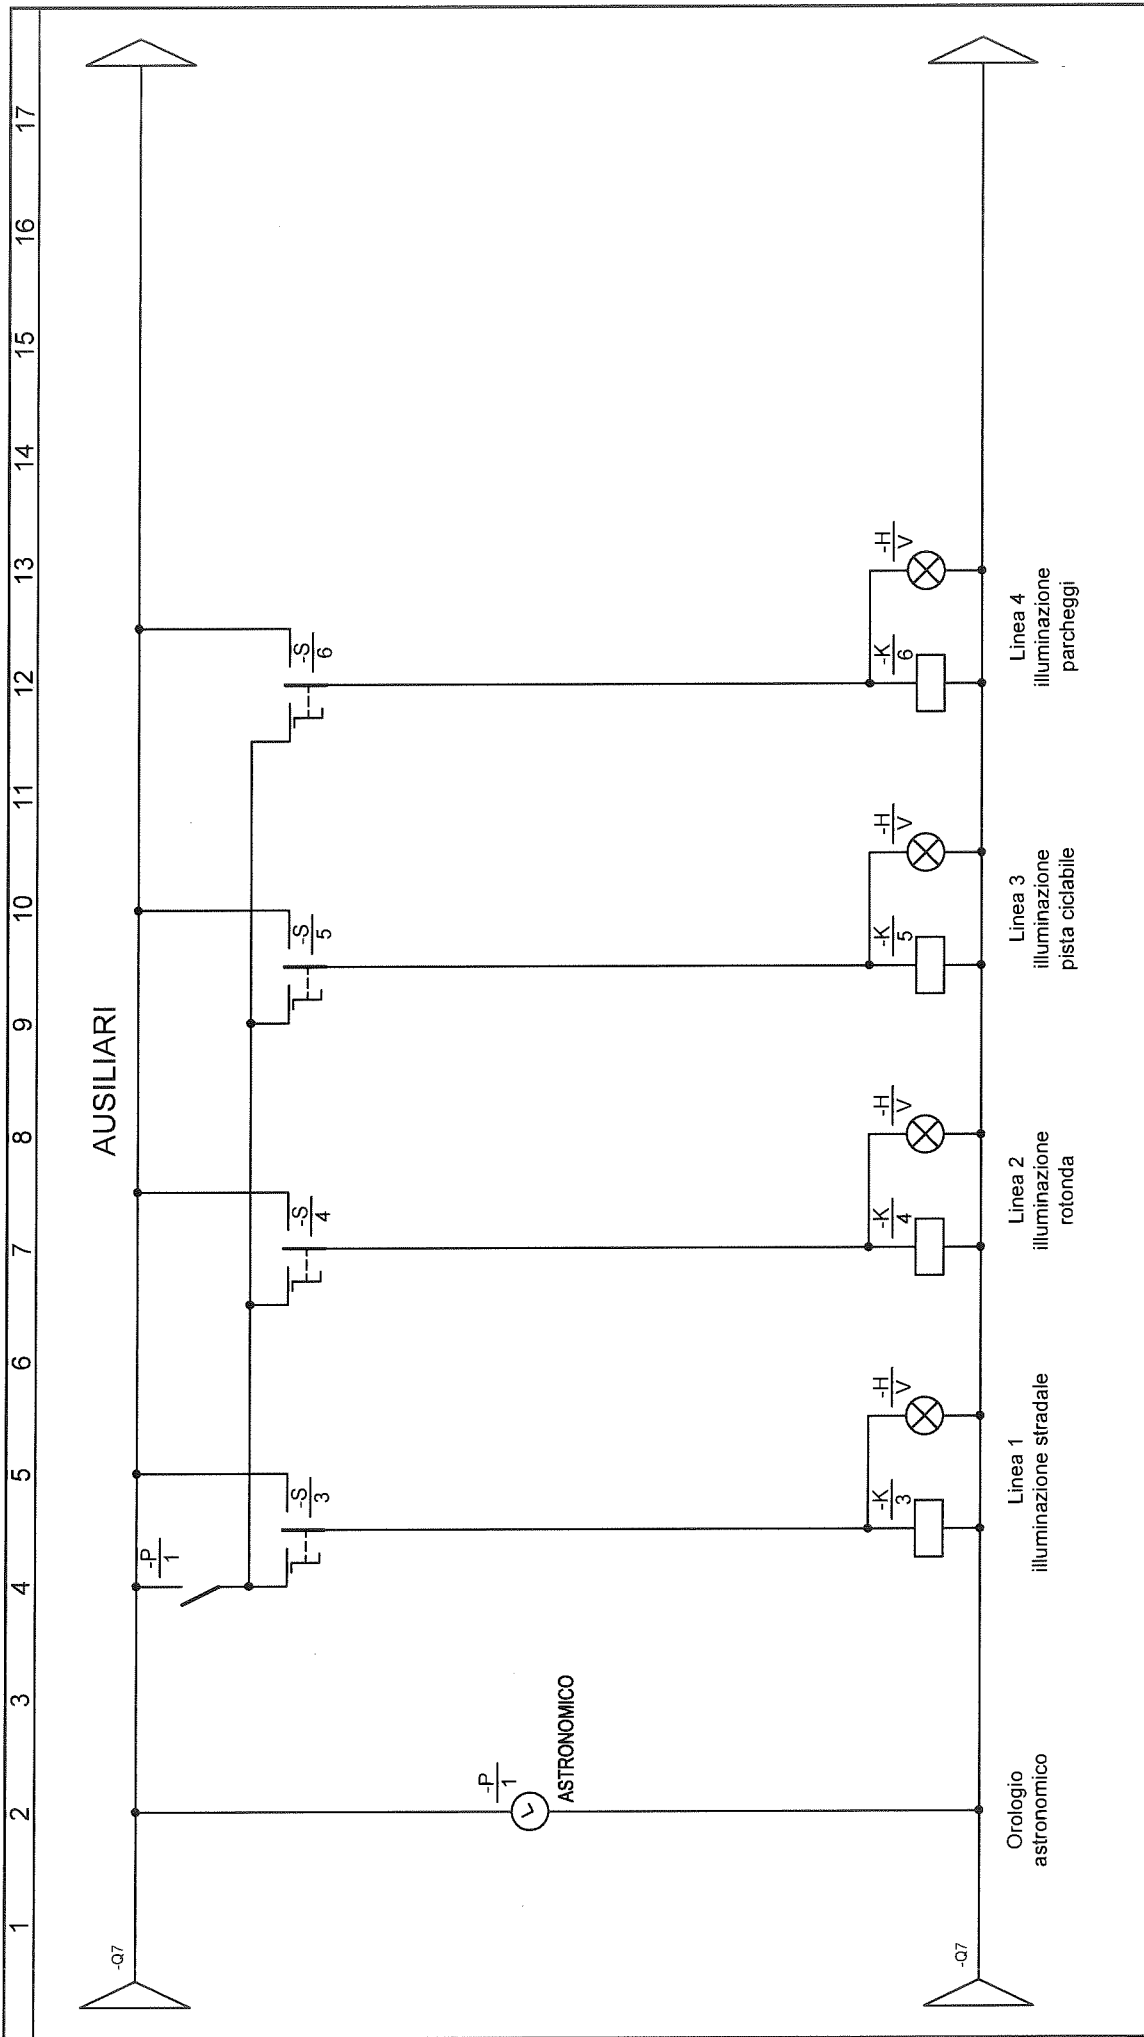 1 2 3 4 5 6 7 8 9 10 11 12 13 14 15 16 17
AUSILIARI
-Q7
-P
1
-S
3
-S
4
-S
5
-S
6
-P
1
ASTRONOMICO
-K
3
-H
V
-K
4
-H
V
-K
5
-H
V
-K
6
-H
V
-Q7
Orologio
astronomico
Linea 1
illuminazione stradale
Linea 2
illuminazione
rotonda
Linea 3
illuminazione
pista ciclabile
Linea 4
illuminazione
parcheggi